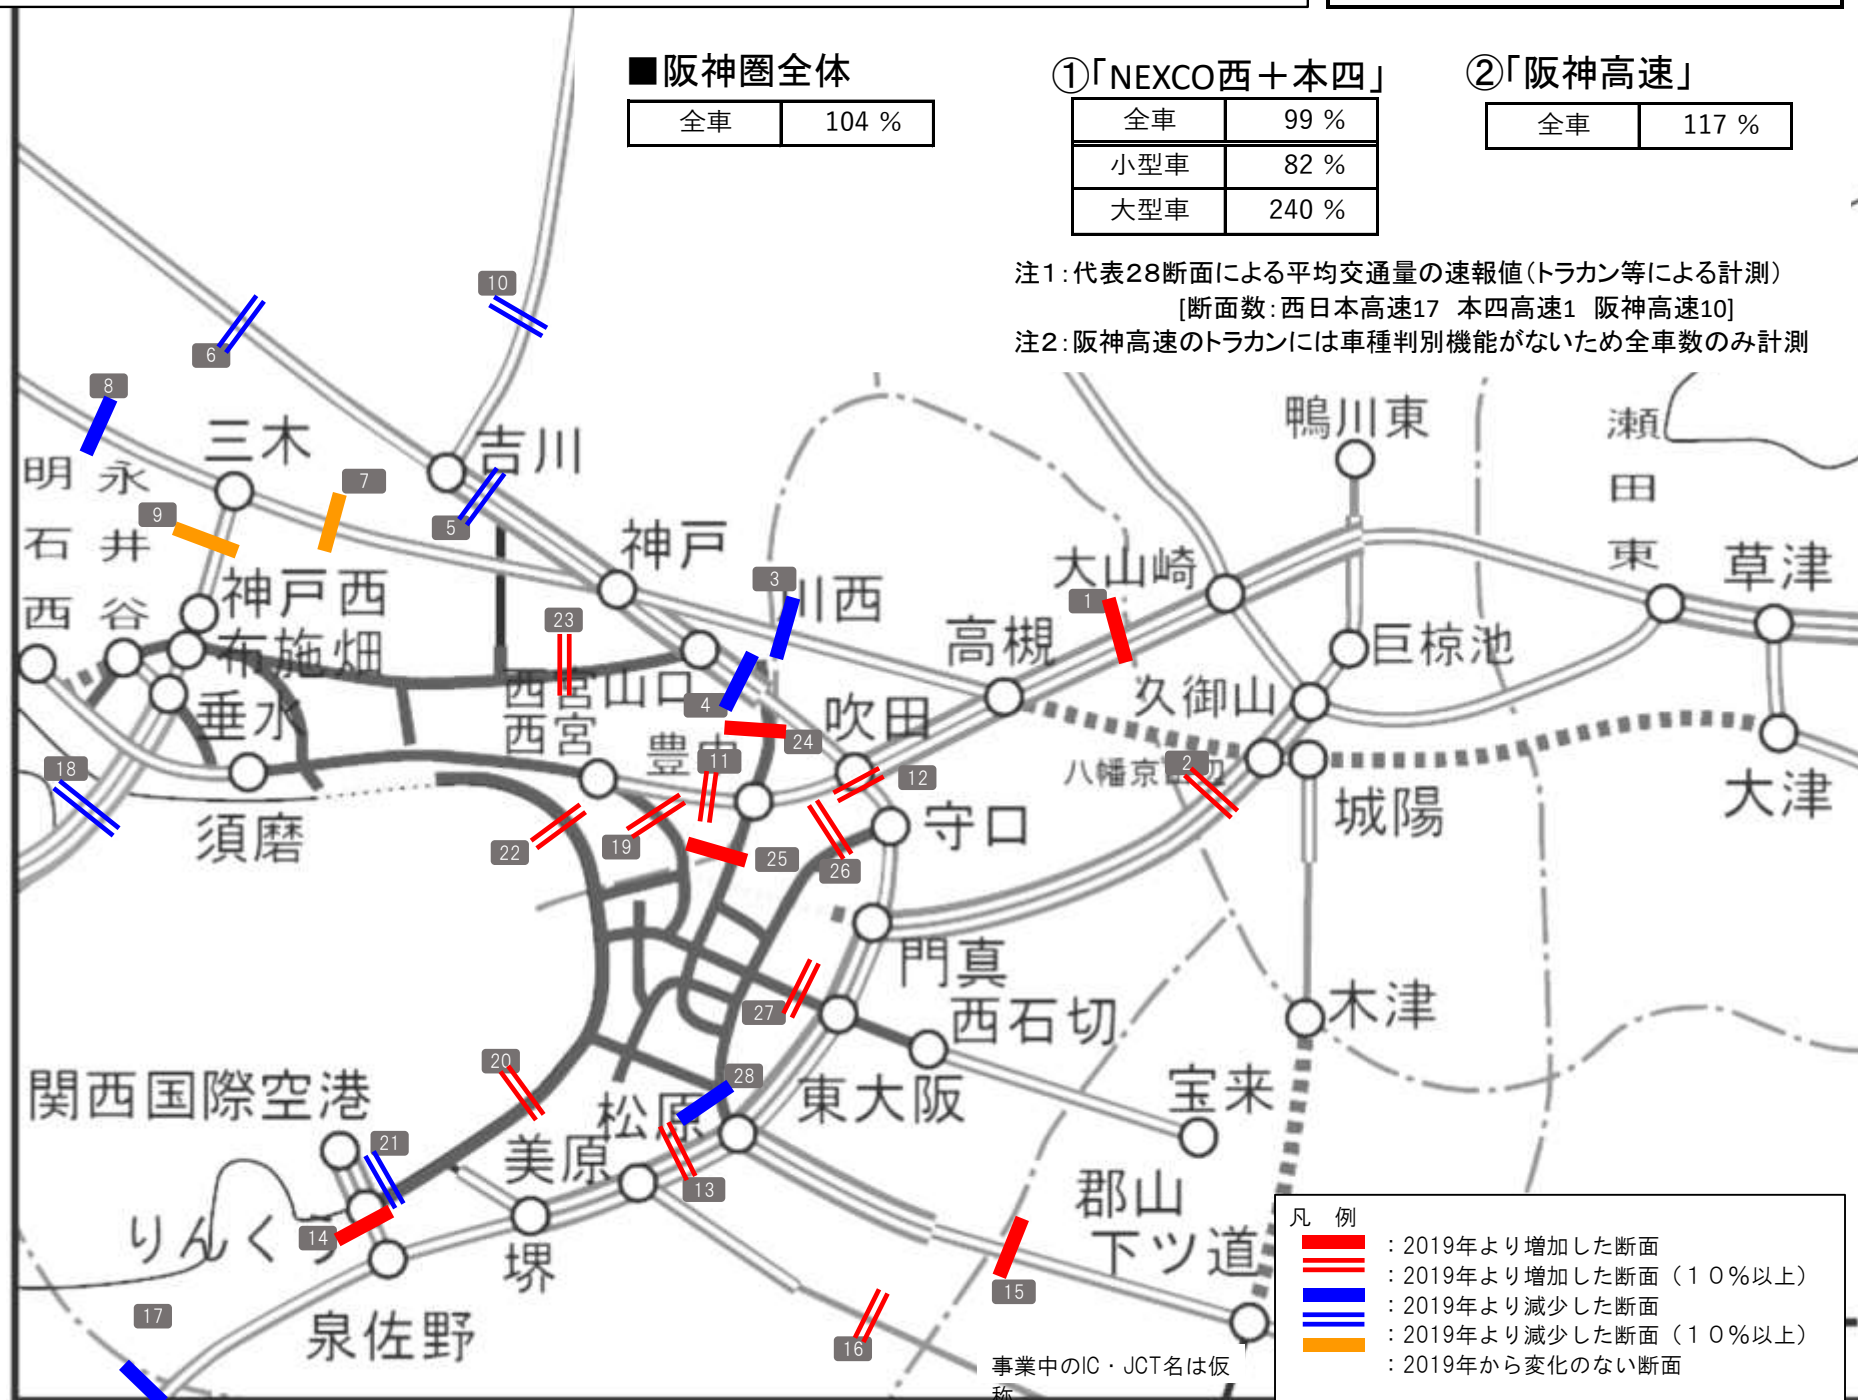 ■阪神圏全体
全車 104 %
①「NEXCO西＋本四」
全車 99 %
小型車 82 %
大型車 240 %
②「阪神高速」
全車 117 %
注1：代表28断面による平均交通量の速報値（トラカン等による計測）
[断面数：西日本高速17 本四高速1 阪神高速10]
注2：阪神高速のトラカンには車種判別機能がないため全車数のみ計測
10
6
8
三木
吉川
鴨川東
瀬田東
明石西
永井谷
7
9
5
神戸
大山崎
草津
神戸西
布施畑
3
川西
1
23
高槻
巨椋池
西宮山口
4
久御山
垂水
西宮
吹田
24
豊中
11
12
八幡京田辺
2
18
大津
須磨
22
19
25
26
守口
城陽
門真
27
西石切
木津
20
関西国際空港
28
松原
東大阪
宝来
21
美原
13
りんくう
14
堺
郡山
下ツ道
15
17
泉佐野
16
事業中のIC・JCT名は仮
称
凡 例
：2019年より増加した断面
：2019年より増加した断面（１０％以上）
：2019年より減少した断面
：2019年より減少した断面（１０％以上）
：2019年から変化のない断面